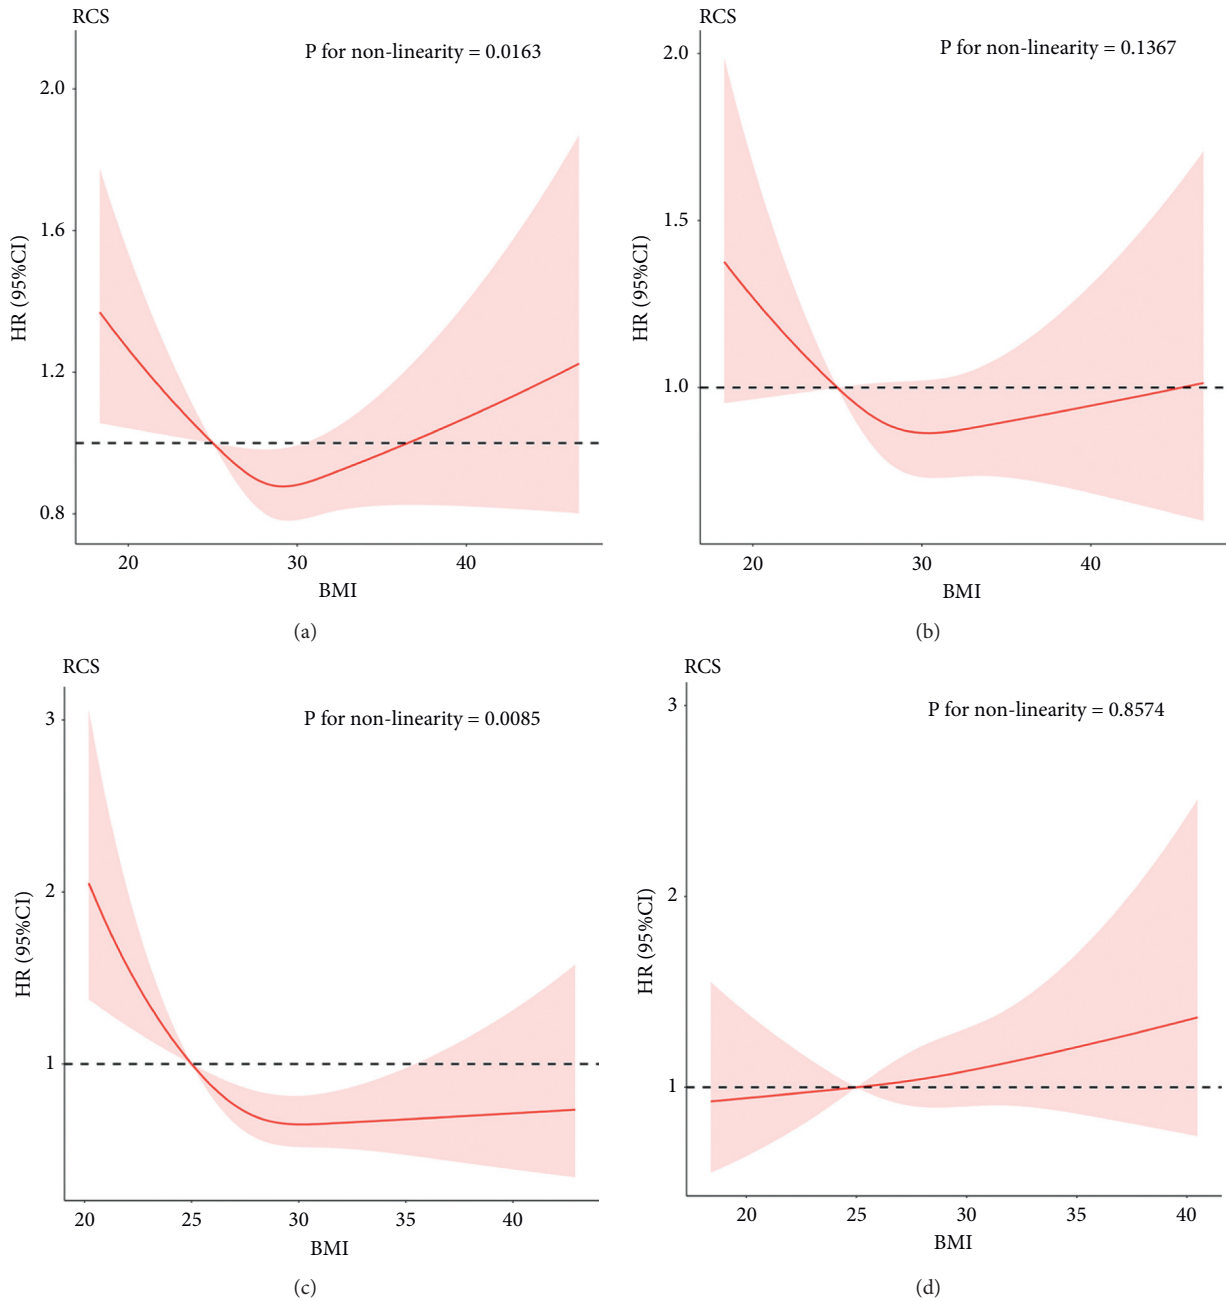 RCS
P for non-linearity = 0.0163
2.0
1.6
1.2
0.8
HR (95%CI)
20 30 40
BMI
(a)
RCS
P for non-linearity = 0.1367
2.0
1.5
1.0
HR (95%CI)
20 30 40
BMI
(b)
RCS
P for non-linearity = 0.0085
3
2
1
HR (95%CI)
20 25 30 35 40
BMI
(c)
RCS
P for non-linearity = 0.8574
3
2
1
HR (95%CI)
20 25 30 35 40
BMI
(d)